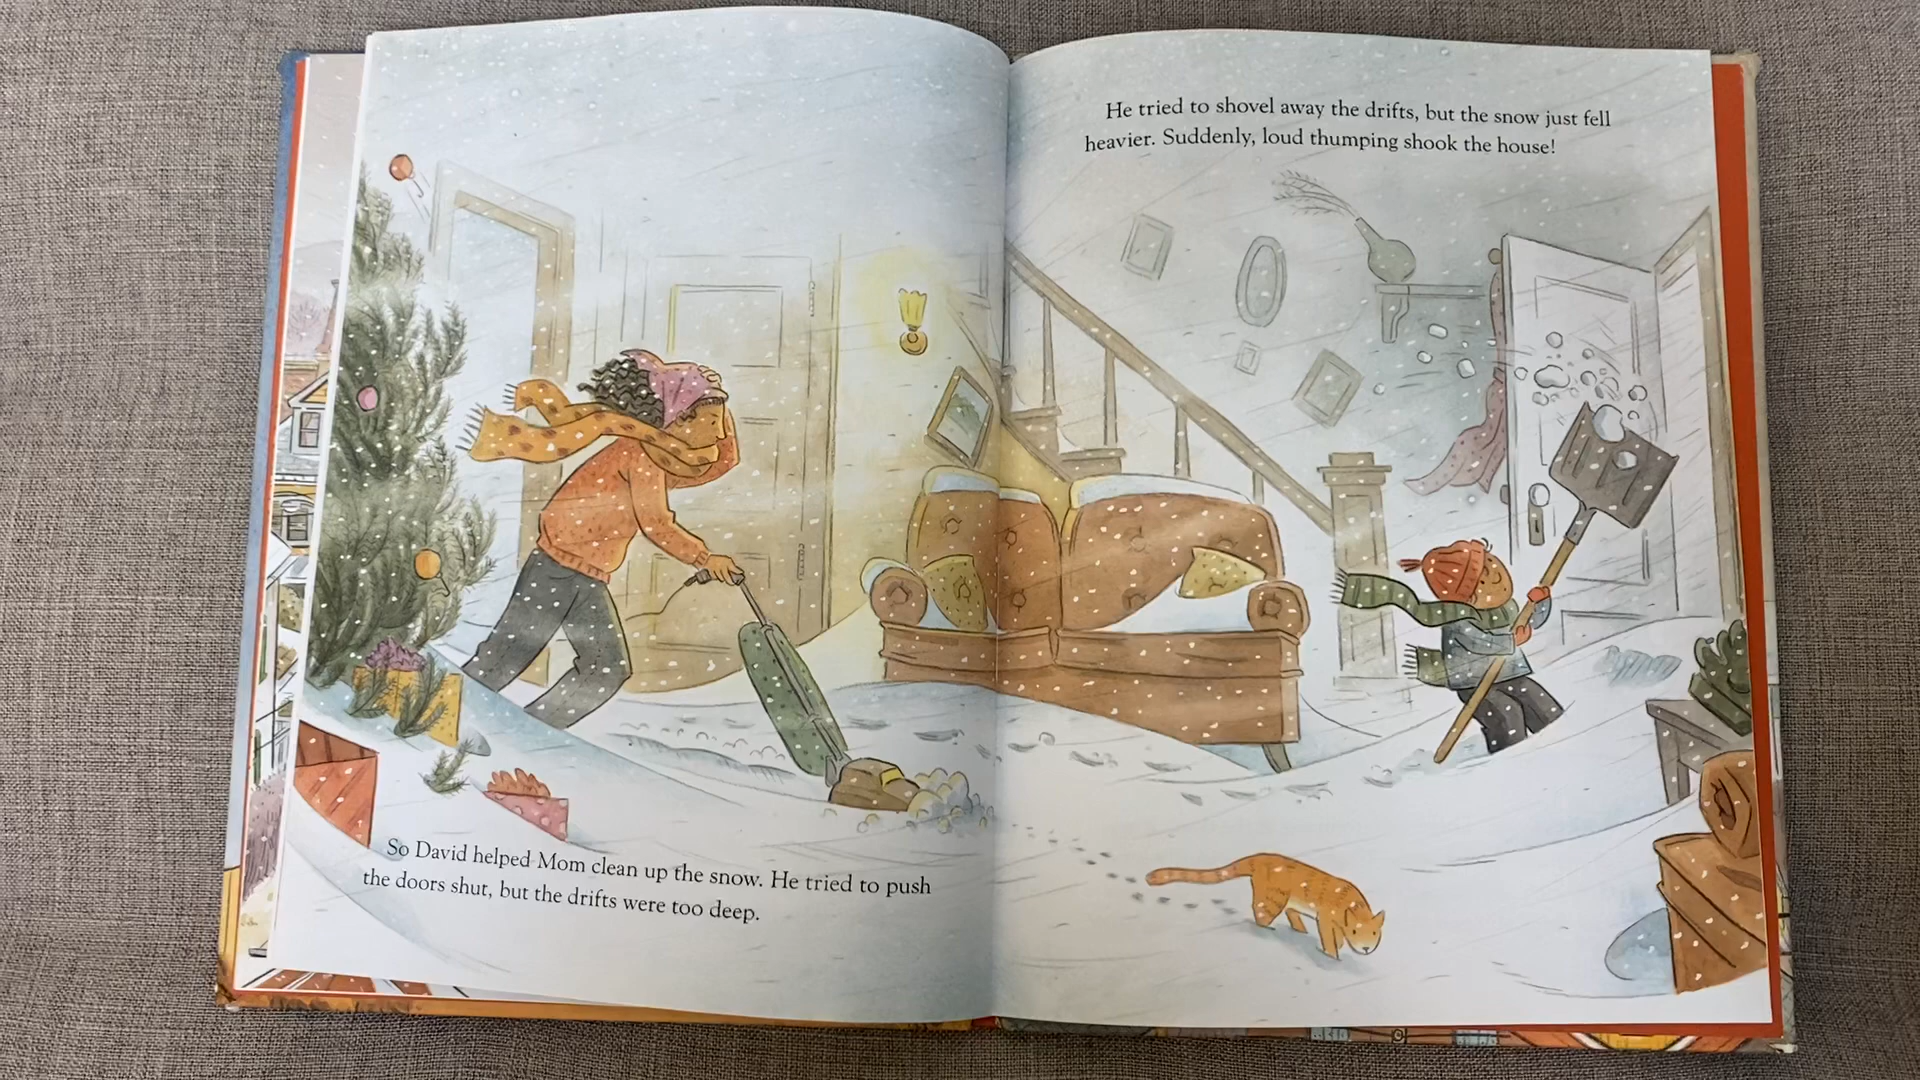 So David helped Mom clean up the snow. He tried to push
the doors shut, but the drifts were too deep.
He tried to shovel away the drifts, but the snow just fell
heavier. Suddenly, loud thumping shook the house!